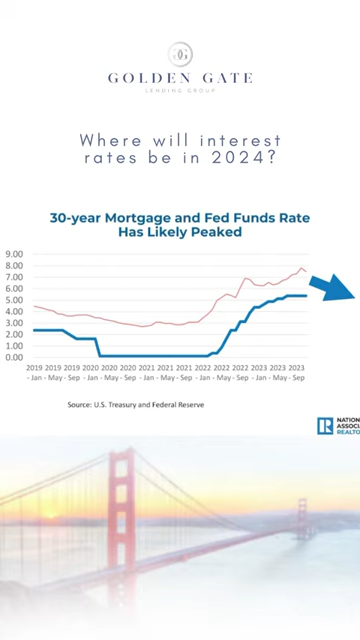 GOLDEN GATE
LENDING GROUP
Where will interest
rates be in 2024?
30-year Mortgage and Fed Funds Rate
Has Likely Peaked
9.00
8.00
7.00
6.00
5.00
4.00
3.00
2.00
1.00
0.00
2019 2019 2019 2020 2020 2020 2021 2021 2021 2022 2022 2022 2023 2023 2023
- Jan - May - Sep - Jan - May - Sep - Jan - May - Sep - Jan - May - Sep - Jan - May - Sep
Source: U.S. Treasury and Federal Reserve
R
NATION
ASSOCI
REALTO